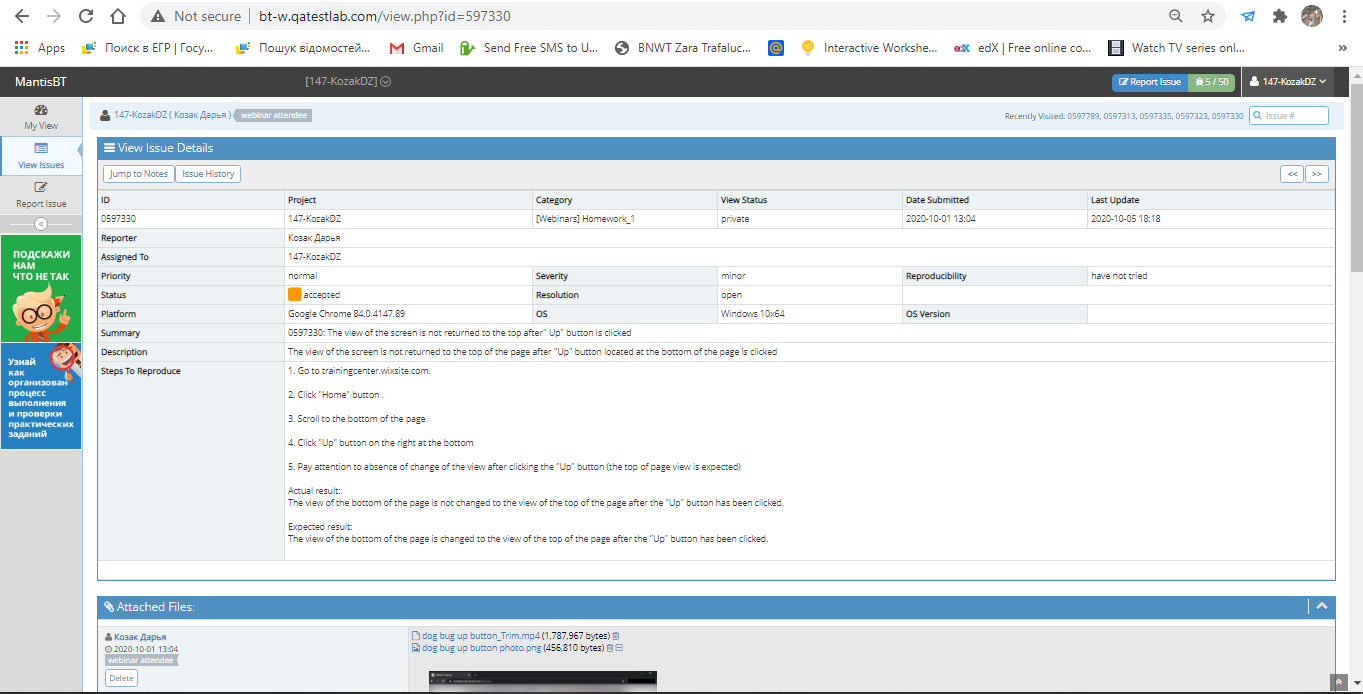 Not secure | bt-w.qatestlab.com/view.php?id=597330
Apps Поиск в ЕГР | Госу... Пошук відомостей... Gmail Send Free SMS to U... BNWT Zara Trafaluc... Interactive Workshe... edX edX | Free online co... Watch TV series onl... »
MantisBT [147-KozakDZ] Report Issue 5 / 50 147-KozakDZ
My View
View Issues
Report Issue
«
ПОДСКАЖИ
НАМ
ЧТО НЕ ТАК
Узнай
как
организован
процесс
выполнения
и проверки
практических
заданий
147-KozakDZ ( Козак Дарья ) webinar attendee Recently Visited: 0597789, 0597313, 0597335, 0597323, 0597330 Issue #
View Issue Details
Jump to Notes Issue History << >>
ID Project Category View Status Date Submitted Last Update
0597330 147-KozakDZ [Webinars] Homework_1 private 2020-10-01 13:04 2020-10-05 18:18
Reporter Козак Дарья
Assigned To 147-KozakDZ
Priority normal Severity minor Reproducibility have not tried
Status accepted Resolution open
Platform Google Chrome 84.0.4147.89 OS Windows 10x64 OS Version
Summary 0597330: The view of the screen is not returned to the top after" Up" button is clicked
Description The view of the screen is not returned to the top of the page after "Up" button located at the bottom of the page is clicked
Steps To Reproduce 1. Go to trainingcenter.wixsite.com.
2. Click "Home" button .
3. Scroll to the bottom of the page
4. Click "Up" button on the right at the bottom
5. Pay attention to absence of change of the view after clicking the "Up" button (the top of page view is expected)
Actual result:
The view of the bottom of the page is not changed to the view of the top of the page after the "Up" button has been clicked.
Expected result:
The view of the bottom of the page is changed to the view of the top of the page after the "Up" button has been clicked.
Attached Files:
Козак Дарья
2020-10-01 13:04
webinar attendee
Delete
dog bug up button_Trim.mp4 (1,787,967 bytes)
dog bug up button photo.png (456,810 bytes)